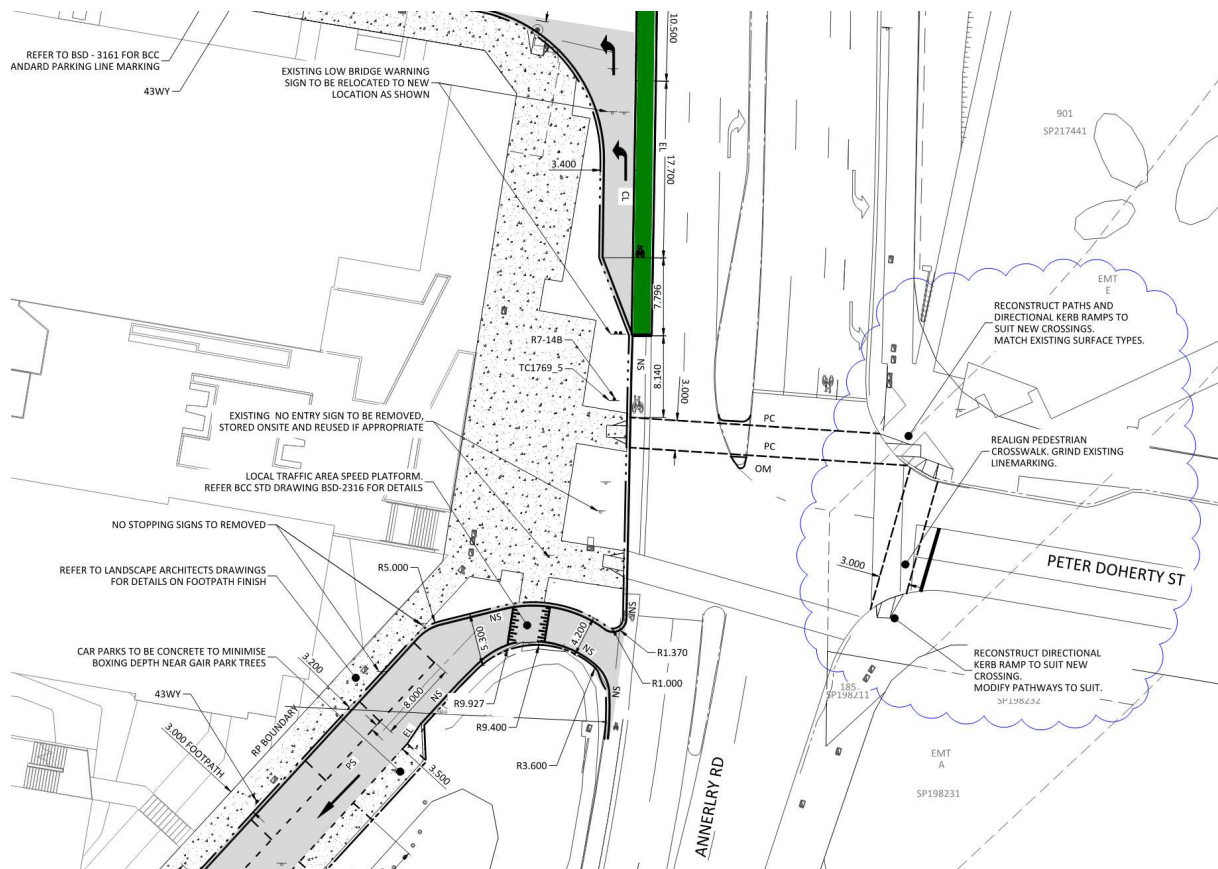 REFER TO BSD - 3161 FOR BCC
ANDARD PARKING LINE MARKING
43WY
EXISTING LOW BRIDGE WARNING
SIGN TO BE RELOCATED TO NEW
LOCATION AS SHOWN
10.500
EL
17.700
3.400
CL
7.796
R7-14B
TC1769_5
NS
8.140
3.000
EXISTING NO ENTRY SIGN TO BE REMOVED,
STORED ONSITE AND REUSED IF APPROPRIATE
LOCAL TRAFFIC AREA SPEED PLATFORM.
REFER BCC STD DRAWING BSD-2316 FOR DETAILS
NO STOPPING SIGNS TO REMOVED
REFER TO LANDSCAPE ARCHITECTS DRAWINGS
FOR DETAILS ON FOOTPATH FINISH
CAR PARKS TO BE CONCRETE TO MINIMISE
BOXING DEPTH NEAR GAIR PARK TREES
43WY
3.200
RP BOUNDARY
3.000 FOOTPATH
R5.000
NS
5.300
4.200
NS
SNP
R1.370
R1.000
8.000
NS
R9.927
R9.400
SN
EL
PS
3.500
R3.600
PC
PC
OM
ANNERLRY RD
901
SP217441
EMT
E
RECONSTRUCT PATHS AND
DIRECTIONAL KERB RAMPS TO
SUIT NEW CROSSINGS.
MATCH EXISTING SURFACE TYPES.
REALIGN PEDESTRIAN
CROSSWALK. GRIND EXISTING
LINEMARKING.
3.000
PETER DOHERTY ST
RECONSTRUCT DIRECTIONAL
KERB RAMP TO SUIT NEW
CROSSING.
MODIFY PATHWAYS TO SUIT.
185.
SP198211
SP198232
EMT
A
SP198231